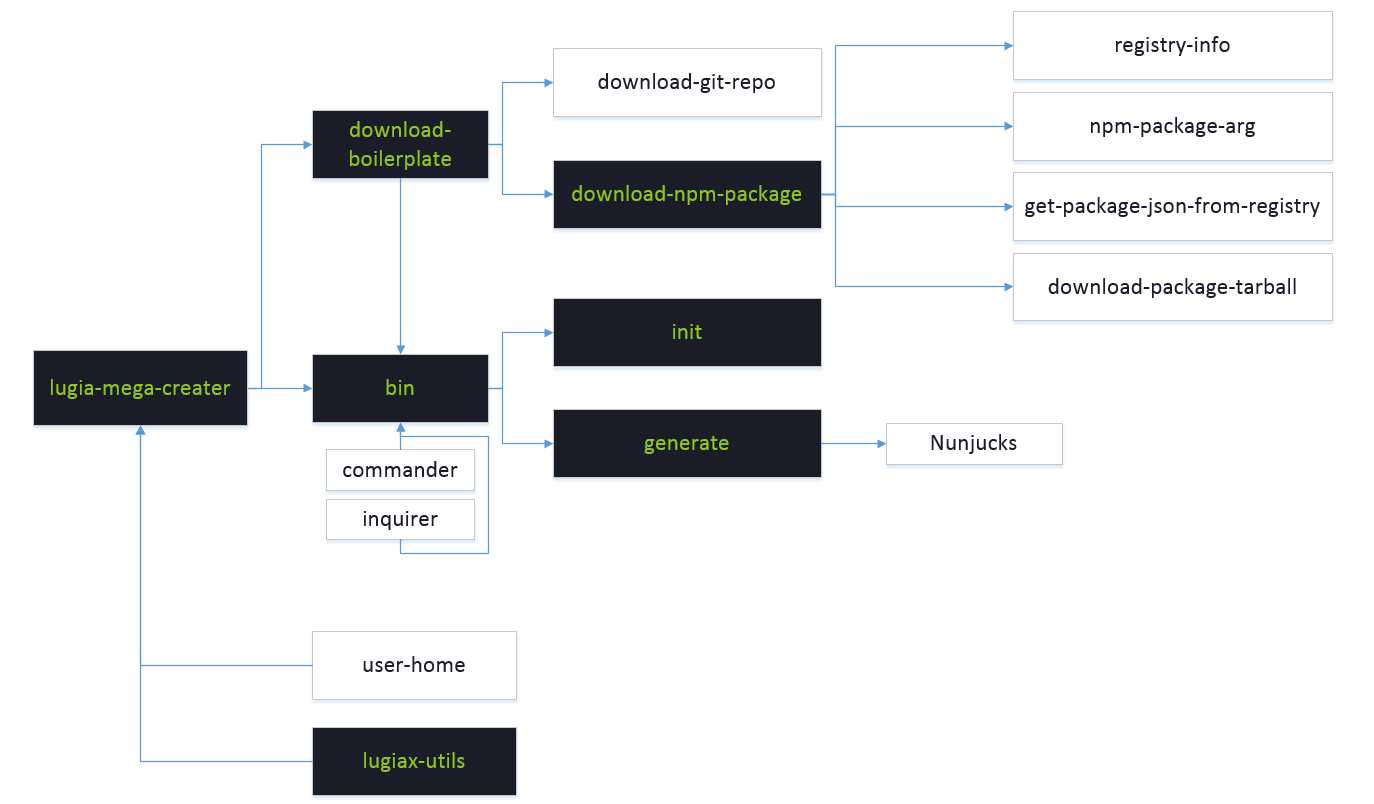 registry-info
download-git-repo
npm-package-arg
download-
boilerplate
download-npm-package
get-package-json-from-registry
download-package-tarball
init
lugia-mega-creater
bin
generate
Nunjucks
commander
inquirer
user-home
lugiax-utils